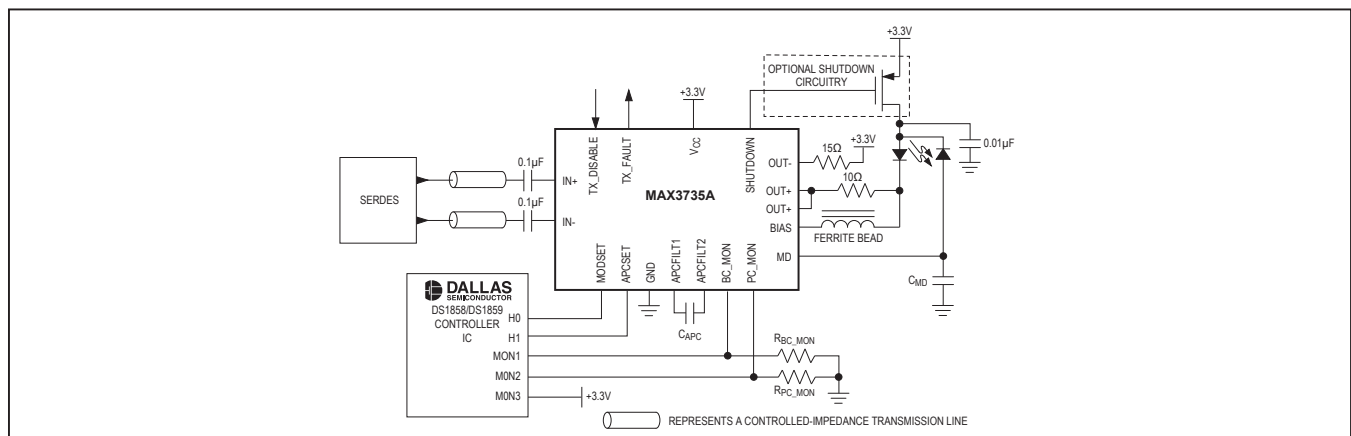 +3.3V
OPTIONAL SHUTDOWN
CIRCUITRY
+3.3V
0.01µF
+3.3V
15Ω
TX_DISABLE
TX_FAULT
VCC
SHUTDOWN
OUT-
0.1µF
10Ω
IN+
OUT+
SERDES
MAX3735A
OUT+
0.1µF
IN-
BIAS
FERRITE BEAD
MODSET
APCSET
GND
APCFILT1
APCFILT2
BC_MON
PC_MON
MD
CMD
DALLAS
SEMICONDUCTOR
DS1858/DS1859
CONTROLLER
IC
H0
H1
CAPC
MON1
RBC_MON
M0N2
RPC_MON
M0N3
+3.3V
REPRESENTS A CONTROLLED-IMPEDANCE TRANSMISSION LINE